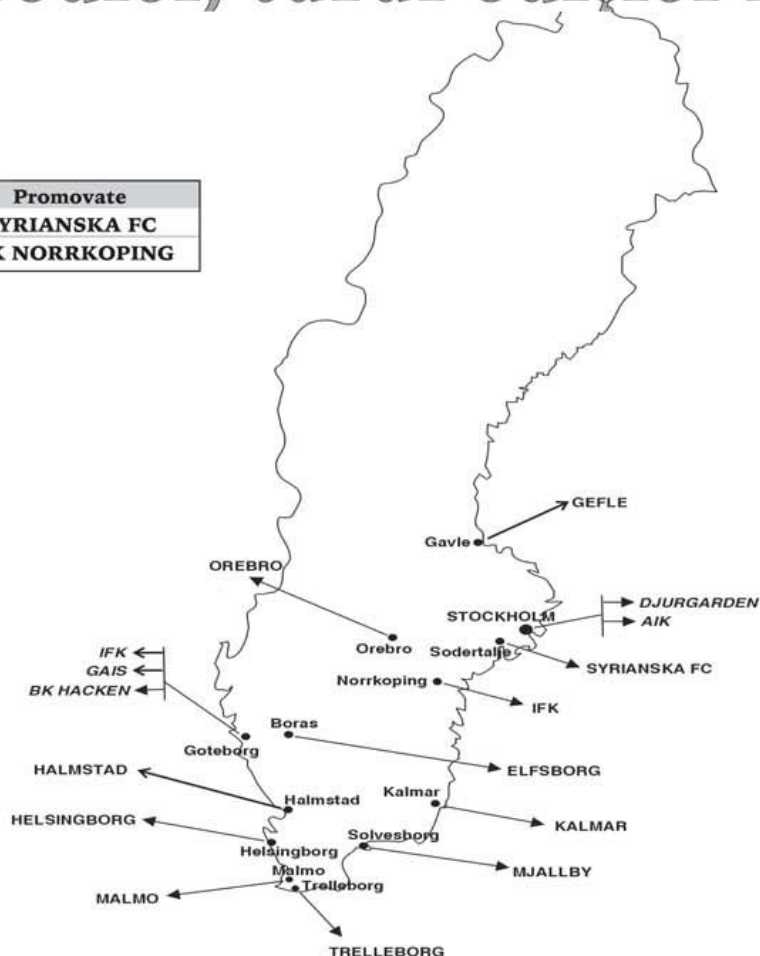 Promovate
YRIANSKA FC
K NORRKOPING
GEFLE
Gavle
OREBRO
STOCKHOLM
DJURGARDEN
AIK
Orebro
Sodertalje
SYRIANSKA FC
IFK
GAIS
BK HACKEN
Norrkoping
IFK
Boras
Goteborg
ELFSBORG
HALMSTAD
Halmstad
Kalmar
KALMAR
HELSINGBORG
Helsingborg
Solvesborg
MJALLBY
Malmo
Trelleborg
MALMO
TRELLEBORG